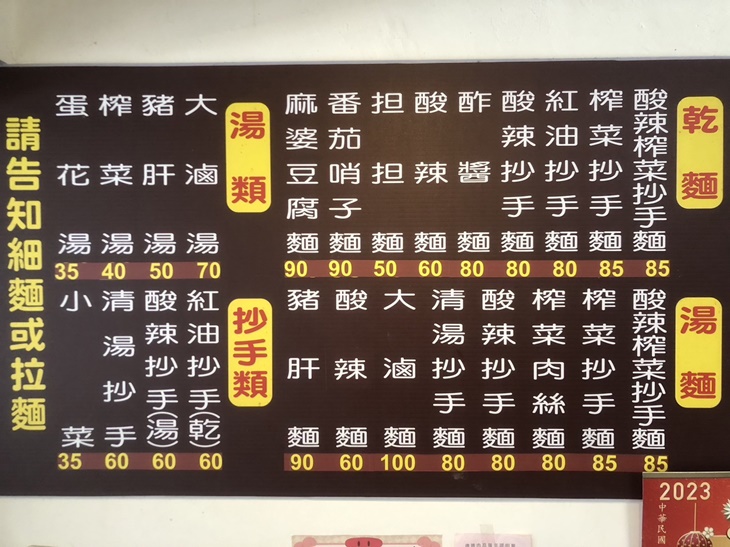 乾麵
酸辣榨菜抄手麵 85
榨菜抄手麵 85
紅油抄手麵 80
酸辣抄手麵 80
酢醬麵 80
酸辣麵 60
担担麵 50
番茄哨子麵 90
麻婆豆腐麵 90
湯類
大滷湯 70
豬肝湯 50
榨菜湯 40
蛋花湯 35
湯麵
酸辣榨菜抄手麵 85
榨菜抄手麵 85
榨菜肉絲麵 80
酸辣抄手麵 80
清湯抄手麵 80
大滷麵 100
酸辣麵 60
豬肝麵 90
抄手類
紅油抄手(乾) 60
酸辣抄手(湯) 60
清湯抄手 60
小菜 35
請告知細麵或拉麵
2023
中華民國